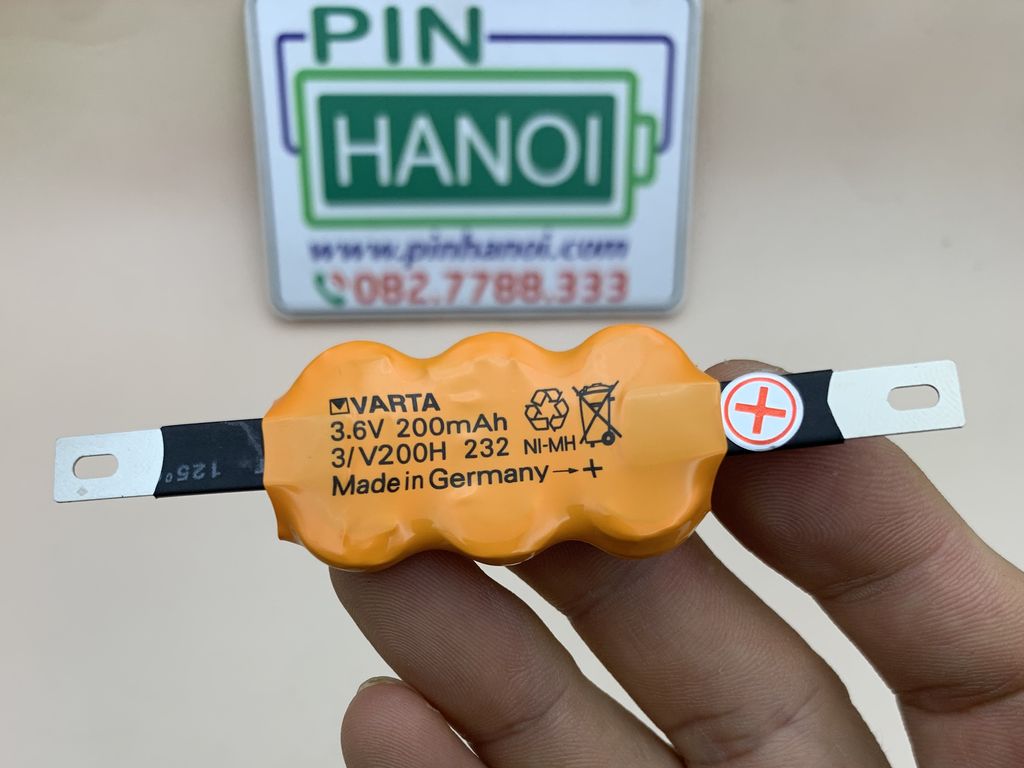 PIN
HANOI
www.pinhanoi.com
082.7788.333
VARTA
3.6V 200mAh
3/V200H 232
NI-MH
Made in Germany →+
125°